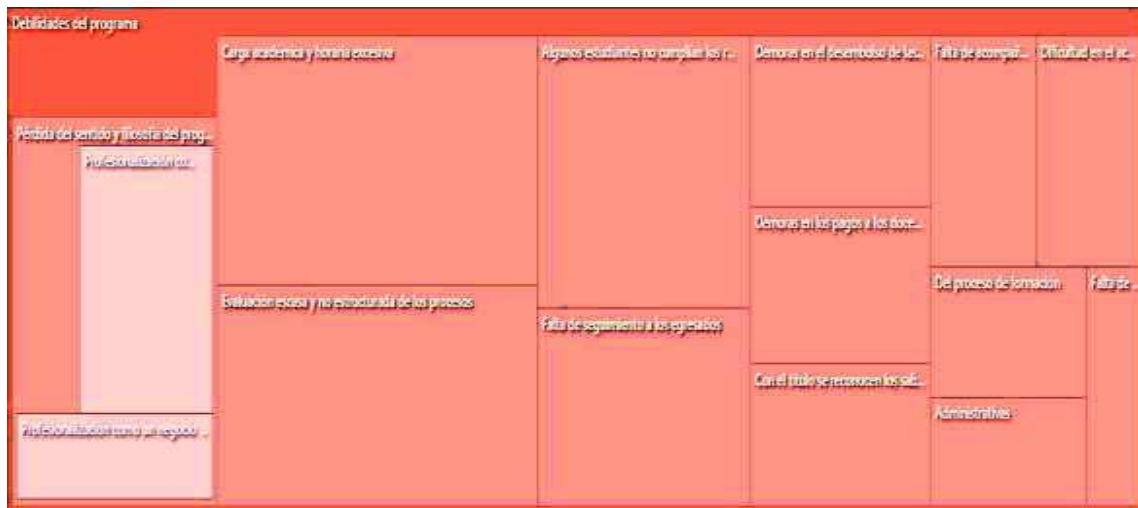 Debilidades del programa
Carga academica y horaria excesiva
Algunos estudiantes no cumplian los r...
Demoras en el desembolso de las...
Falta de acompañ...
Dificultad en el ac...
Pérdida del sentido y filosofía del prog...
Profesionalización co...
Demoras en los pagos a los doce...
Del proceso de formación
Falta de ...
Evaluación escasa y no estructurada de los procesos
Falta de seguimiento a los egresados
Con el título se reconocen los sal...
Administrativas
Profesionalización como un negocio ...